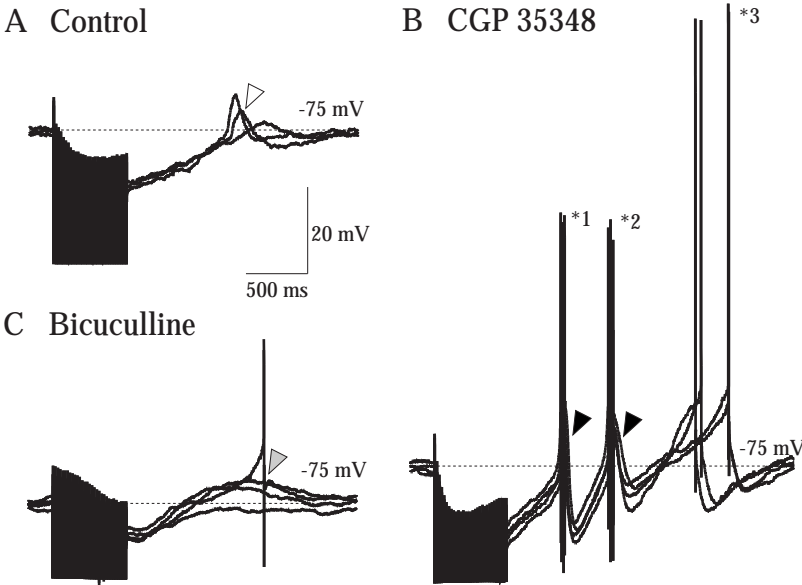 A Control
-75 mV
20 mV
500 ms
B CGP 35348
*1
*2
*3
-75 mV
C Bicuculline
-75 mV